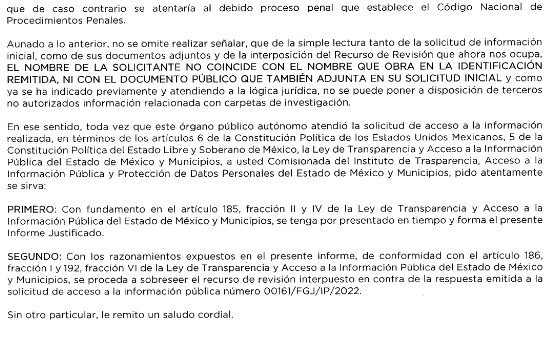 que de caso contrario se atentaría al debido proceso penal que establece el Código Nacional de
Procedimientos Penales.
Aunado a lo anterior, no se omite realizar señalar, que de la simple lectura tanto de la solicitud de información
inicial, como de sus documentos adjuntos y de la interposición del Recurso de Revisión que ahora nos ocupa,
EL NOMBRE DE LA SOLICITANTE NO COINCIDE CON EL NOMBRE QUE OBRA EN LA IDENTIFICACIÓN
REMITIDA, NI CON EL DOCUMENTO PÚBLICO QUE TAMBIÉN ADJUNTA EN SU SOLICITUD INICIAL y como
ya se ha indicado previamente y atendiendo a la lógica jurídica, no se puede poner a disposición de terceros
no autorizados información relacionada con carpetas de investigación.
En ese sentido, toda vez que este órgano público autónomo atendió la solicitud de acceso a la información
realizada, en términos de los artículos 6 de la Constitución Política de los Estados Unidos Mexicanos, 5 de la
Constitución Política del Estado Libre y Soberano de México, la Ley de Transparencia y Acceso a la Información
Pública del Estado de México y Municipios, a usted Comisionada del Instituto de Trasparencia, Acceso a la
Información Pública y Protección de Datos Personales del Estado de México y Municipios, pido atentamente
se sirva:
PRIMERO: Con fundamento en el artículo 185, fracción II y IV de la Ley de Transparencia y Acceso a la
Información Pública del Estado de México y Municipios, se tenga por presentado en tiempo y forma el presente
Informe Justificado.
SEGUNDO: Con los razonamientos expuestos en el presente informe, de conformidad con el artículo 186,
fracción I y 192, fracción VI de la Ley de Transparencia y Acceso a la Información Pública del Estado de México
y Municipios, se proceda a sobreseer el recurso de revisión interpuesto en contra de la respuesta emitida a la
solicitud de acceso a la información pública número 00161/FGJ/IP/2022.
Sin otro particular, le remito un saludo cordial.